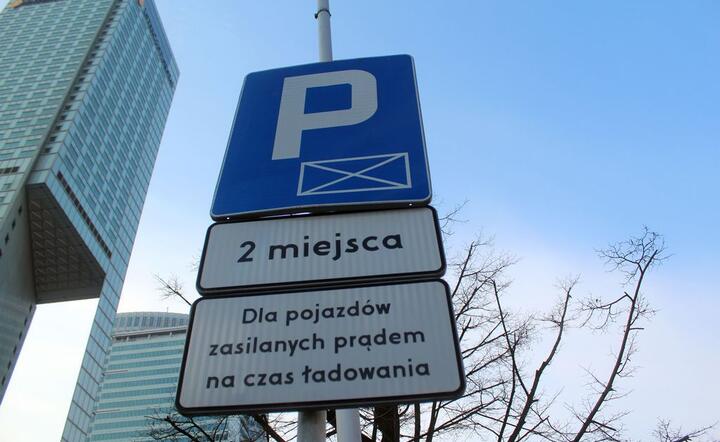 P
2 miejsca
Dla pojazdów
zasilanych prądem
na czas ładowania